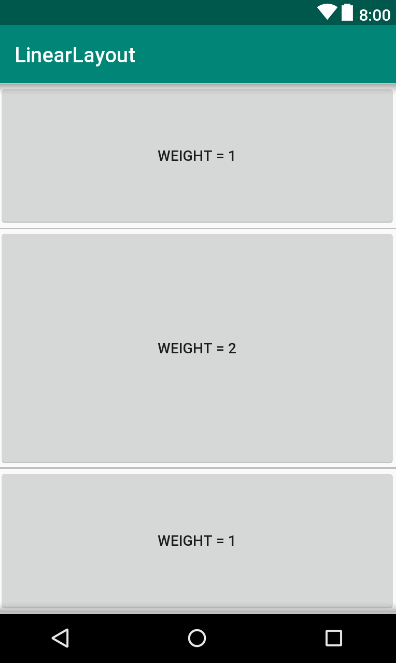 8:00
LinearLayout
WEIGHT = 1
WEIGHT = 2
WEIGHT = 1